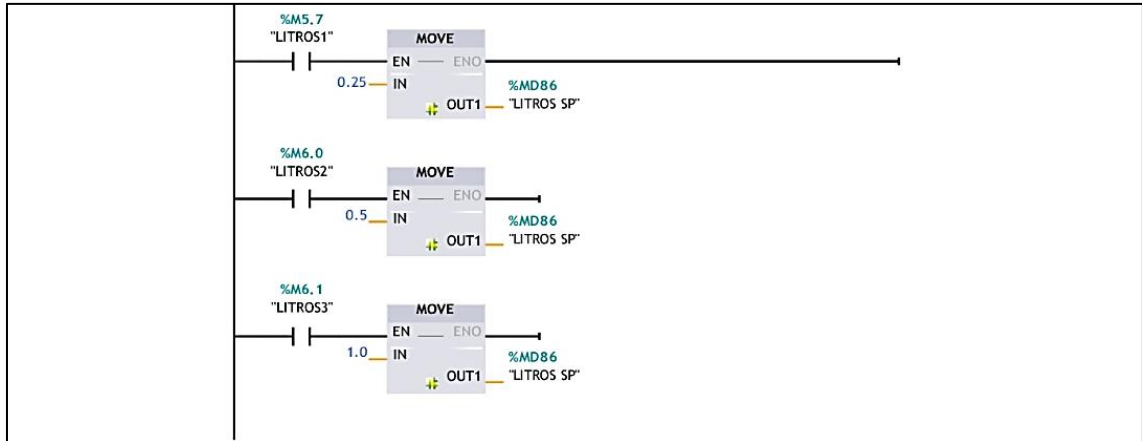 %M5.7
"LITROS1"
MOVE
EN ENO
0.25 IN
%MD86
OUT1 "LITROS SP"
%M6.0
"LITROS2"
MOVE
EN ENO
0.5 IN
%MD86
OUT1 "LITROS SP"
%M6.1
"LITROS3"
MOVE
EN ENO
1.0 IN
%MD86
OUT1 "LITROS SP"